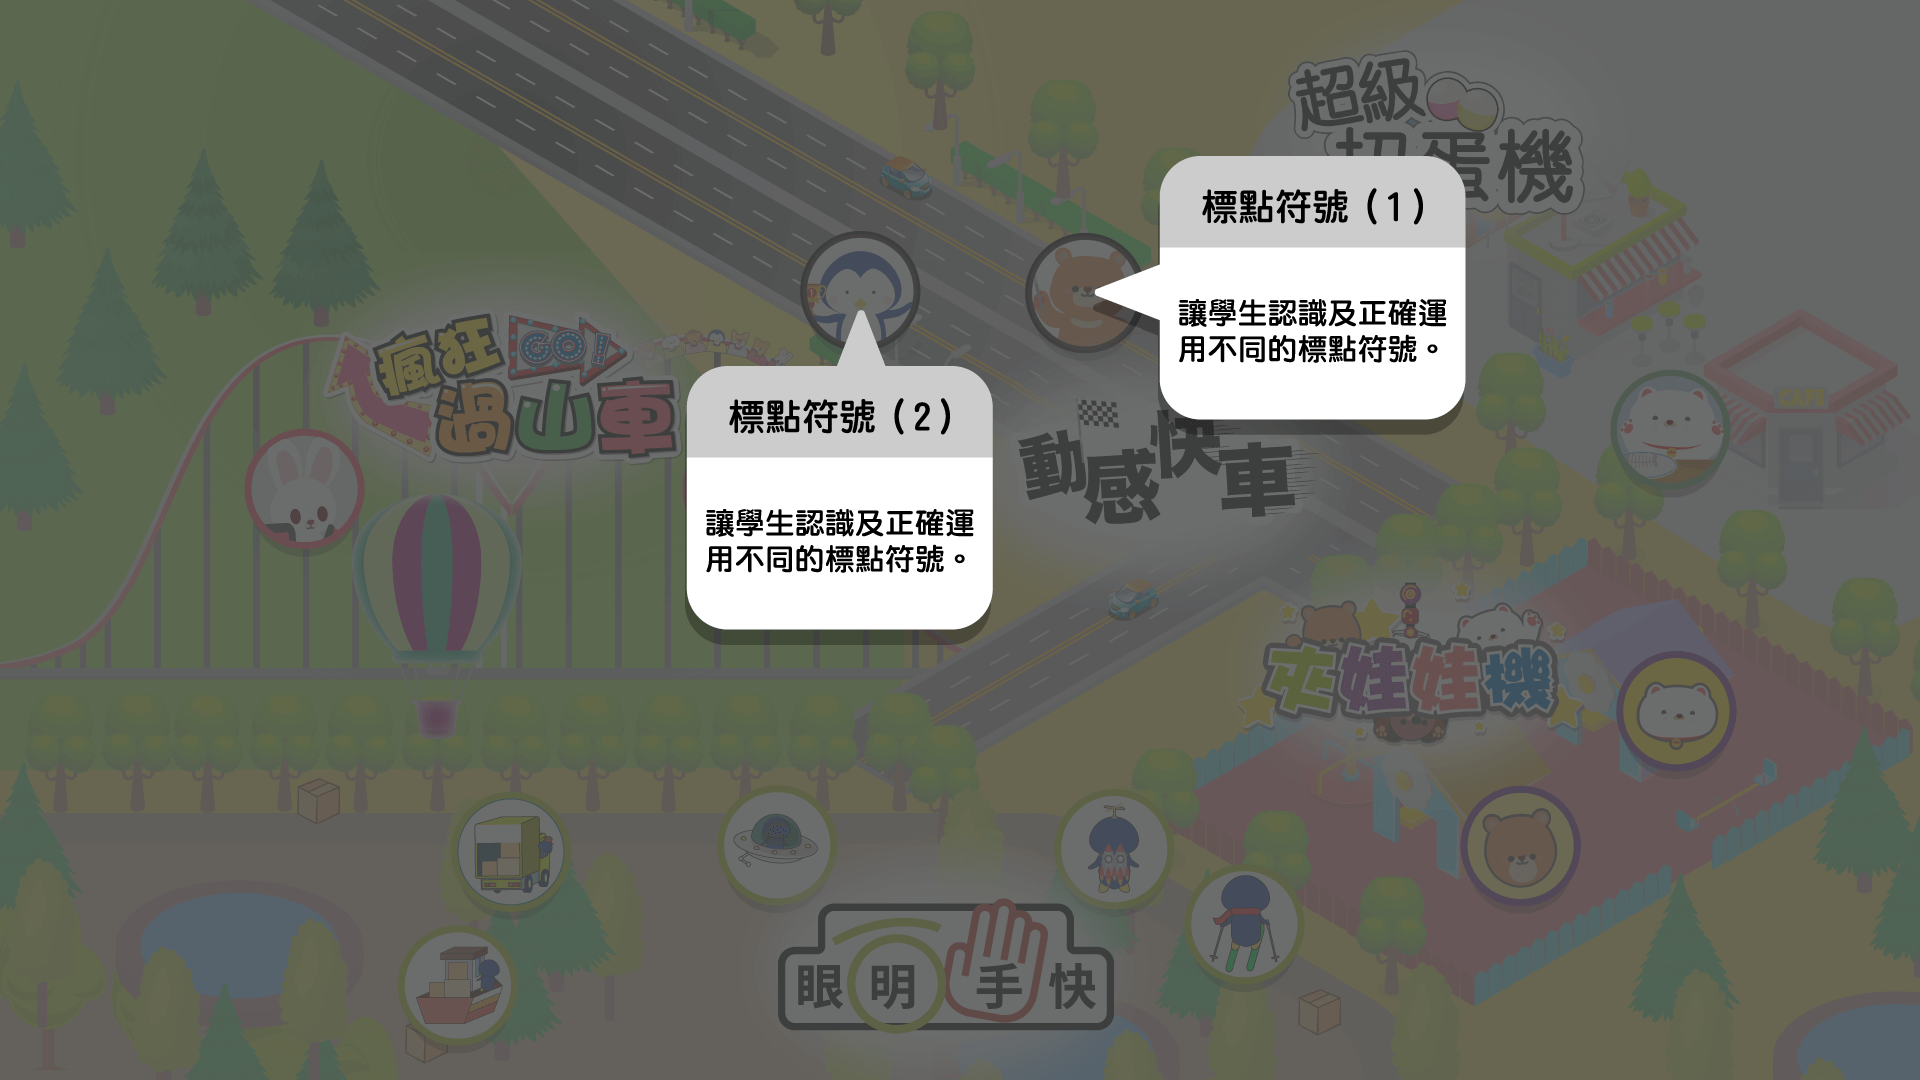 超級
扭蛋機
標點符號（1）
讓學生認識及正確運
用不同的標點符號。
瘋狂
GO!
過山車
標點符號（2）
讓學生認識及正確運
用不同的標點符號。
動感快車
CAFE
夾娃娃機
眼明手快